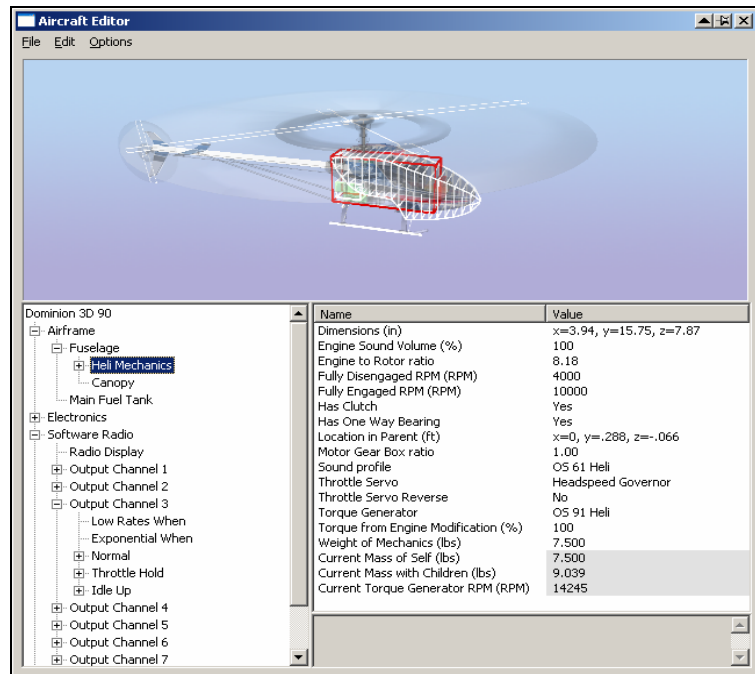 Aircraft Editor
File Edit Options
Dominion 3D 90
Airframe
Fuselage
Heli Mechanics
Canopy
Main Fuel Tank
Electronics
Software Radio
Radio Display
Output Channel 1
Output Channel 2
Output Channel 3
Low Rates When
Exponential When
Normal
Throttle Hold
Idle Up
Output Channel 4
Output Channel 5
Output Channel 6
Output Channel 7
Name Value
Dimensions (in) x=3.94, y=15.75, z=7.87
Engine Sound Volume (%) 100
Engine to Rotor ratio 8.18
Fully Disengaged RPM (RPM) 4000
Fully Engaged RPM (RPM) 10000
Has Clutch Yes
Has One Way Bearing Yes
Location in Parent (ft) x=0, y=.288, z=-.066
Motor Gear Box ratio 1.00
Sound profile OS 61 Heli
Throttle Servo Headspeed Governor
Throttle Servo Reverse No
Torque Generator OS 91 Heli
Torque from Engine Modification (%) 100
Weight of Mechanics (lbs) 7.500
Current Mass of Self (lbs) 7.500
Current Mass with Children (lbs) 9.039
Current Torque Generator RPM (RPM) 14245